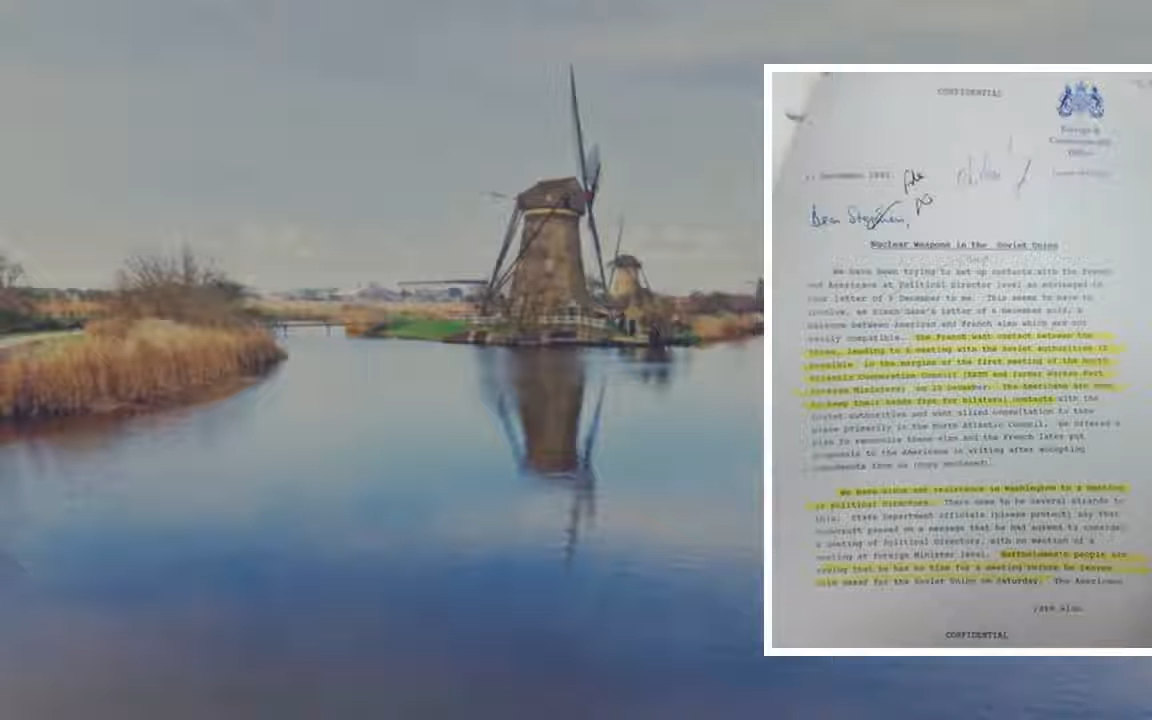 CONFIDENTIAL
Foreign &
Commonwealth
Office
December 1991
Dear Stephen,
Nuclear Weapons in the Soviet Union
We have been trying to set up contacts with the French
and Americans at Political Director level as envisaged in
your letter of December to me. This seems to have to
involve, as letter of 6 December said, a
balance between American and French aims which are not
easily compatible. The French want contact between the
three, leading to a meeting with the Soviet authorities if
possible in the margins of the first meeting of the North
Atlantic Cooperation Council (NATO and former Warsaw Pact
Foreign Ministers) on December. The Americans are
to keep their hands free for bilateral contacts with the
Soviet authorities and want allied consultation to take
place primarily in the North Atlantic Council. We offered a
plan to reconcile these aims and the French later put
proposals to the Americans in writing after accepting
amendments from us (copy enclosed).
We have since met resistance in Washington to a meeting
of Political Directors. There seem to be several strands to
this. State Department officials (please protect) say that
Scowcroft passed on a message that he had agreed to consider
a meeting of Political Directors, with no mention of a
meeting at Foreign Minister level. Bartholomew's people are
saying that he has no time for a meeting before he leaves
with Baker for the Soviet Union on Saturday. The Americans
/are also
CONFIDENTIAL